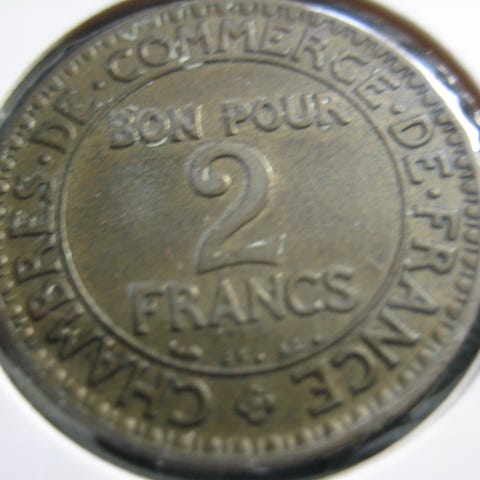 CHAMBRES · DE · COMMERCE · DE · FRANCE
BON POUR
2
FRANCS